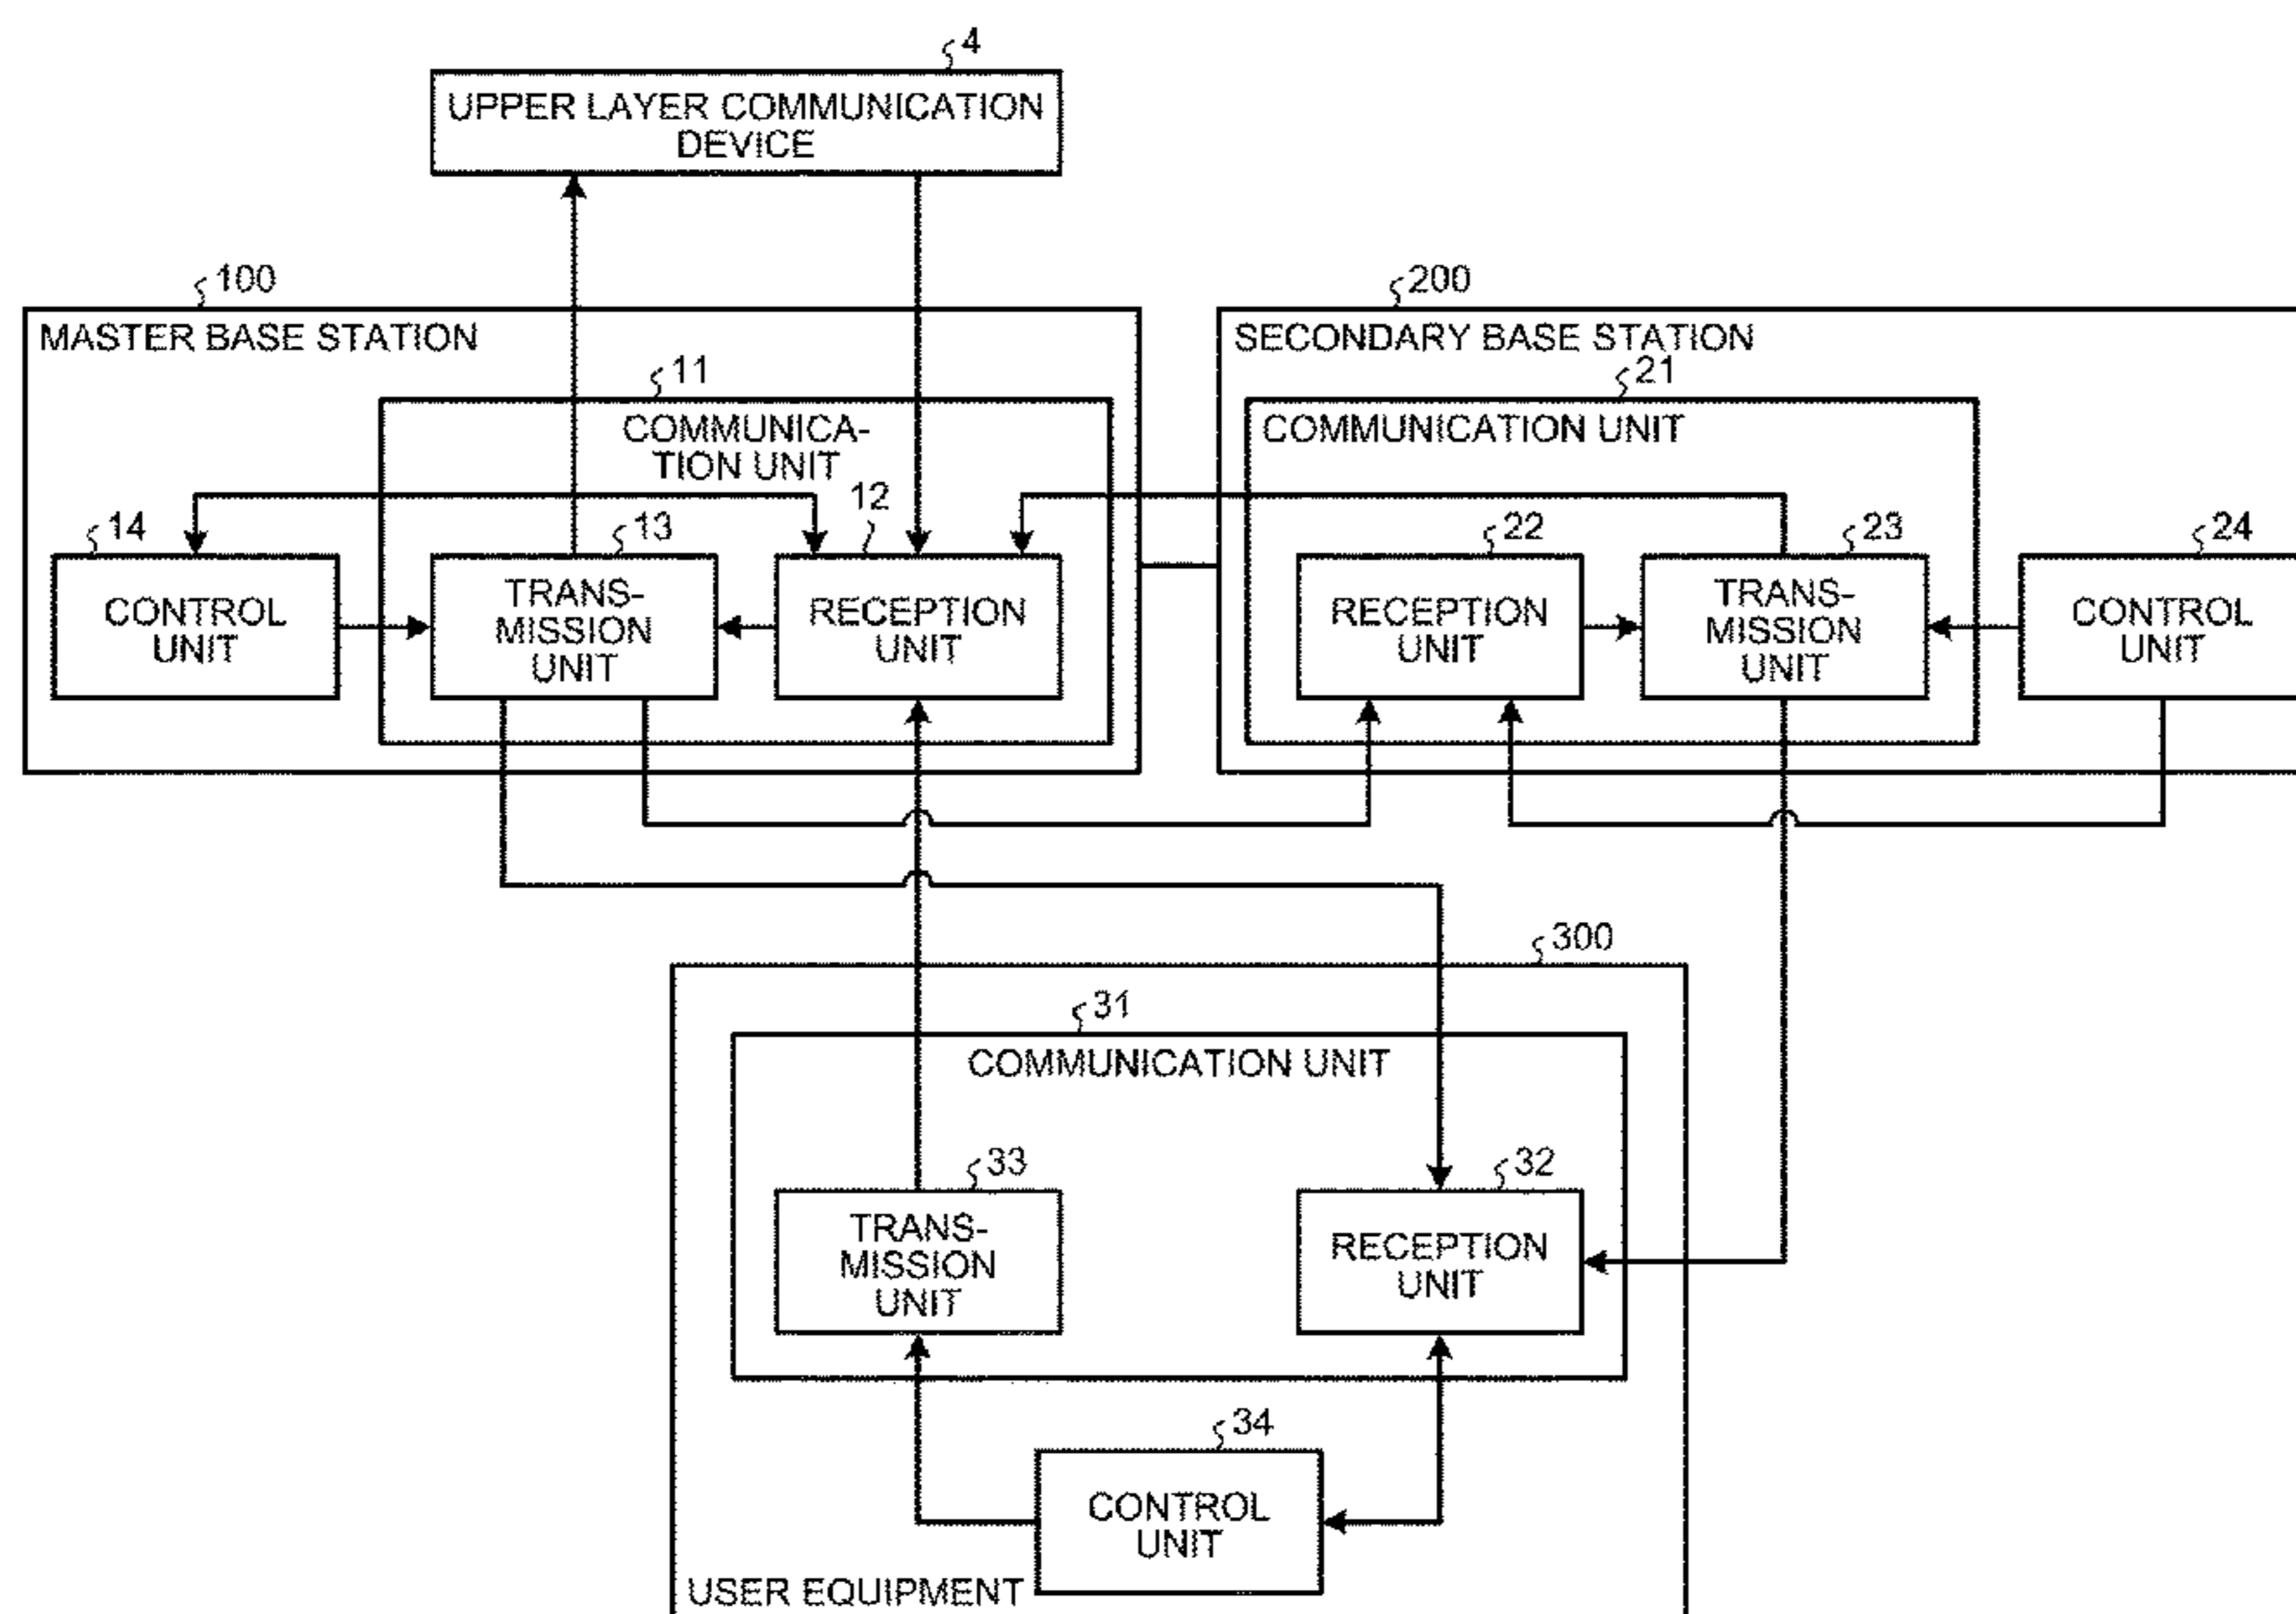 4
UPPER LAYER COMMUNICATION
DEVICE
100
MASTER BASE STATION
11
COMMUNICA-
TION UNIT
14
CONTROL
UNIT
13
TRANS-
MISSION
UNIT
12
RECEPTION
UNIT
200
SECONDARY BASE STATION
21
COMMUNICATION UNIT
22
RECEPTION
UNIT
23
TRANS-
MISSION
UNIT
24
CONTROL
UNIT
300
31
COMMUNICATION UNIT
33
TRANS-
MISSION
UNIT
32
RECEPTION
UNIT
34
CONTROL
UNIT
USER EQUIPMENT